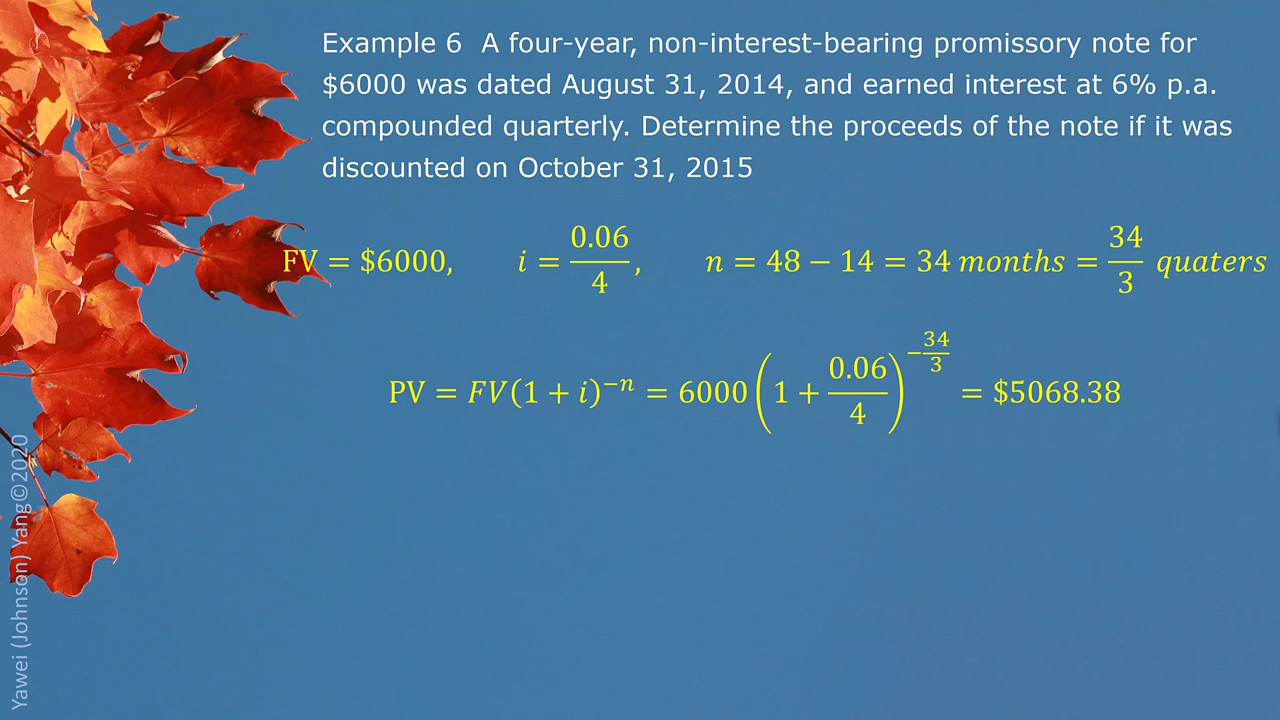 Example 6  A four-year, non-interest-bearing promissory note for
$6000 was dated August 31, 2014, and earned interest at 6% p.a.
compounded quarterly. Determine the proceeds of the note if it was
discounted on October 31, 2015
FV = $6000, i = 0.06/4, n = 48 − 14 = 34 months = 34/3 quaters
PV = FV(1 + i)^{−n} = 6000(1 + 0.06/4)^{−34/3} = $5068.38
Yawei (Johnson) Yang©2020